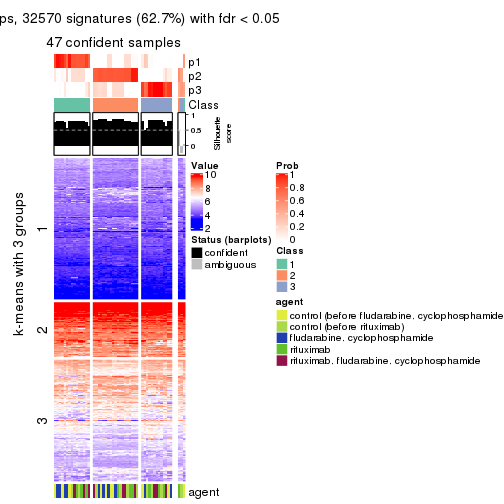 ps, 32570 signatures (62.7%) with fdr < 0.05
47 confident samples
p1
p2
p3
Class
1
0.5
0
Silhouette
score
k-means with 3 groups
1
2
3
Value
10
8
6
4
2
Status (barplots)
confident
ambiguous
Prob
1
0.8
0.6
0.4
0.2
0
Class
1
2
3
agent
control (before fludarabine, cyclophosphamide
control (before rituximab)
fludarabine, cyclophosphamide
rituximab
rituximab, fludarabine, cyclophosphamide
agent